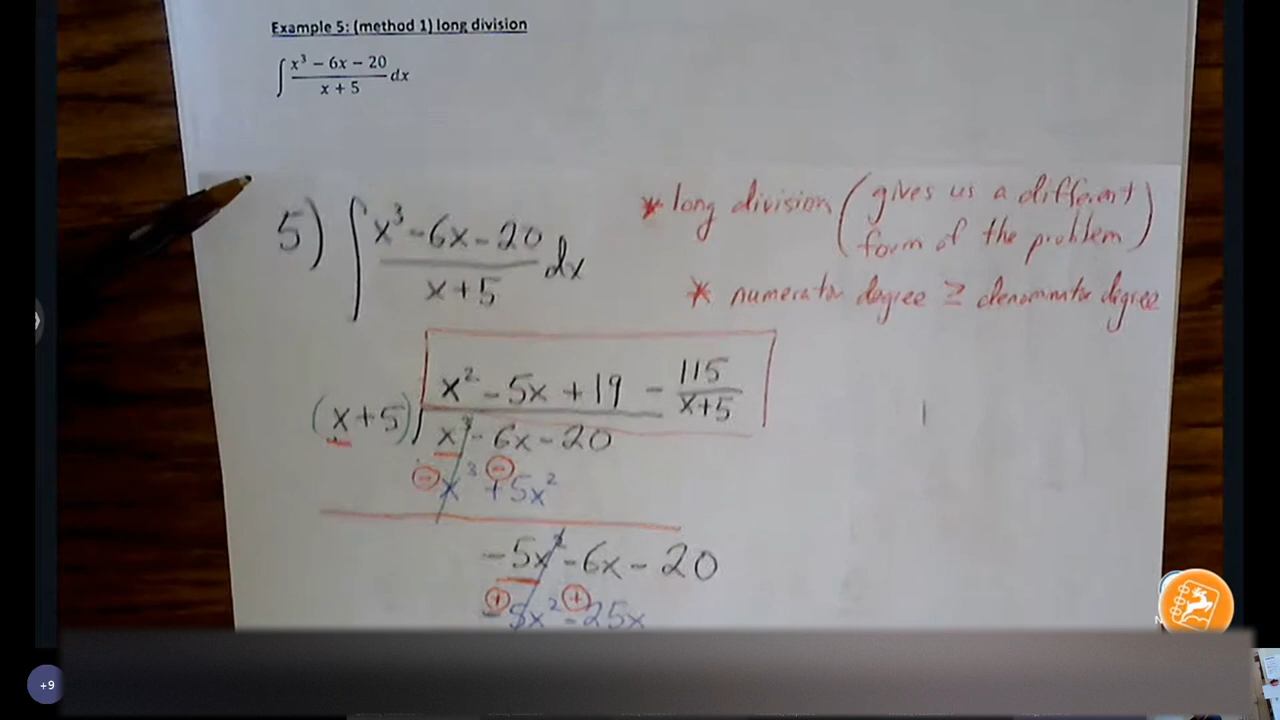 Example 5: (method 1) long division
∫ (x³ − 6x − 20)/(x + 5) dx
5) ∫ (x³ - 6x - 20)/(x + 5) dx
* long division (gives us a different
form of the problem)
* numerator degree ≥ denominator degree
x² - 5x + 19 - 115/(x+5)
(x+5) x³ - 6x - 20
⊖ ⊖
x³ + 5x²
-5x² - 6x - 20
⊕ ⊕
-5x² - 25x
+9